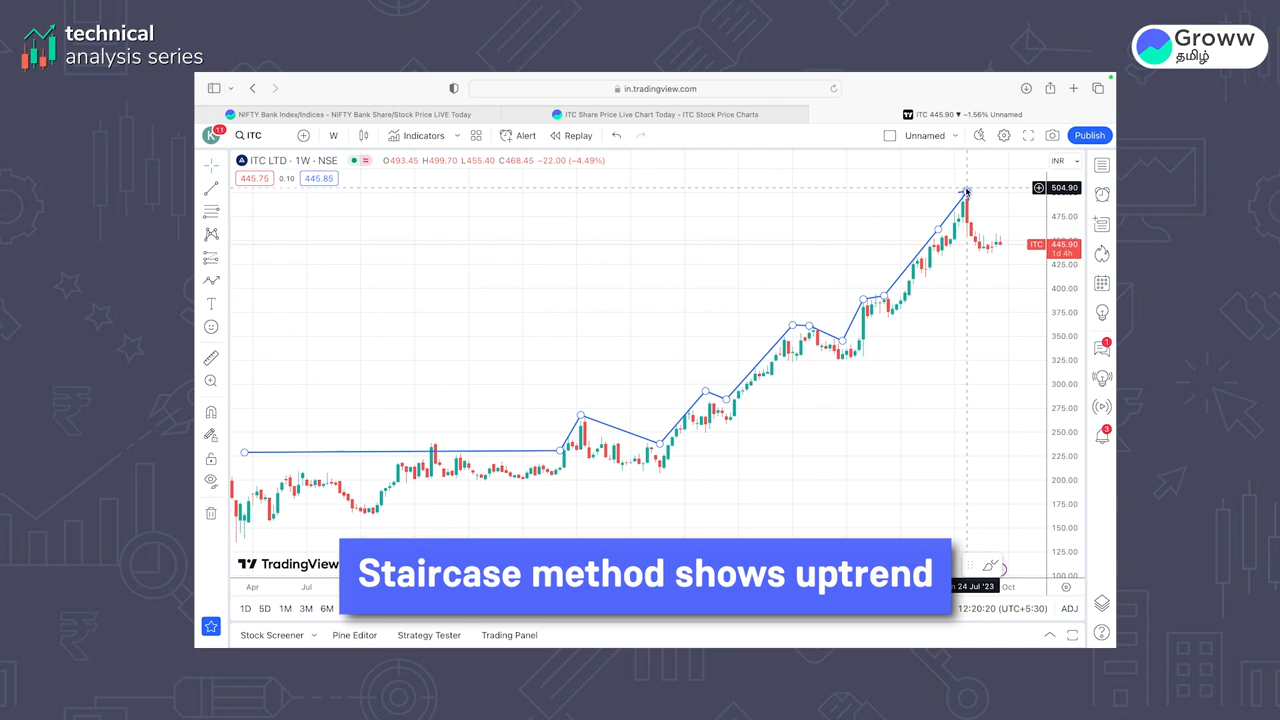 technical
analysis series
Groww
தமிழ்
in.tradingview.com
NIFTY Bank Index/Indices - NIFTY Bank Share/Stock Price LIVE Today
ITC Share Price Live Chart Today - ITC Stock Price Charts
ITC 445.90 ▼ −1.56% Unnamed
K
11
ITC
W
Indicators
Alert
Replay
Unnamed
Publish
ITC LTD · 1W · NSE
O493.45 H499.70 L455.40 C468.45 −22.00 (−4.49%)
INR
445.75
0.10
445.85
504.90
475.00
ITC
445.90
1d 4h
425.00
400.00
375.00
350.00
325.00
300.00
275.00
250.00
225.00
200.00
175.00
150.00
125.00
100.00
1
3
TradingView
Staircase method shows uptrend
Apr
Jul
24 Jul '23
Oct
1D 5D 1M 3M 6M
12:20:20 (UTC+5:30)
ADJ
Stock Screener
Pine Editor
Strategy Tester
Trading Panel